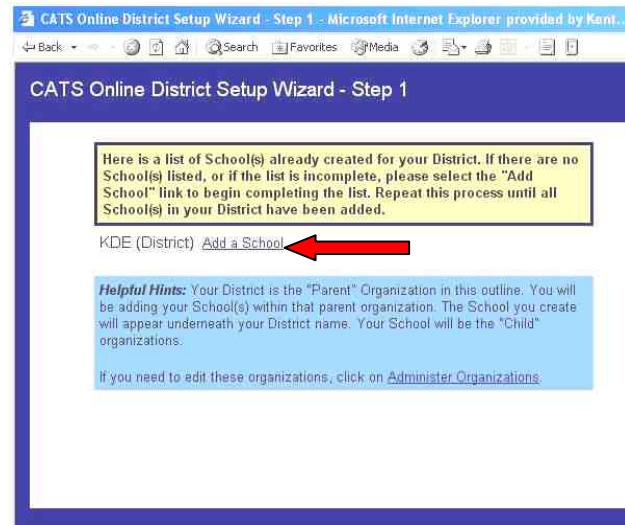 CATS Online District Setup Wizard - Step 1 - Microsoft Internet Explorer provided by Kent...
Back Search Favorites Media
CATS Online District Setup Wizard - Step 1
Here is a list of School(s) already created for your District. If there are no
School(s) listed, or if the list is incomplete, please select the "Add
School" link to begin completing the list. Repeat this process until all
School(s) in your District have been added.
KDE (District) Add a School
Helpful Hints: Your District is the "Parent" Organization in this outline. You will
be adding your School(s) within that parent organization. The School you create
will appear underneath your District name. Your School will be the "Child"
organizations.
If you need to edit these organizations, click on Administer Organizations.